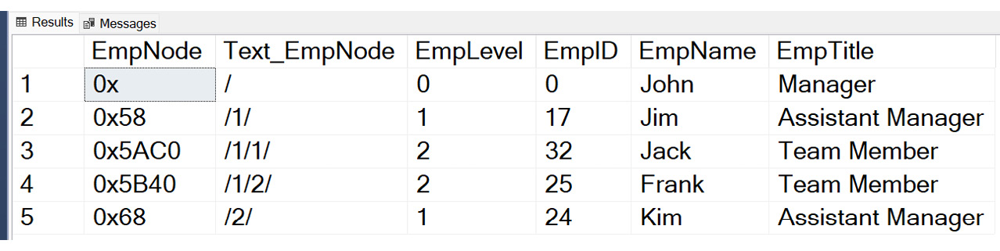 Results Messages
EmpNode Text_EmpNode EmpLevel EmpID EmpName EmpTitle
1 0x / 0 0 John Manager
2 0x58 /1/ 1 17 Jim Assistant Manager
3 0x5AC0 /1/1/ 2 32 Jack Team Member
4 0x5B40 /1/2/ 2 25 Frank Team Member
5 0x68 /2/ 1 24 Kim Assistant Manager